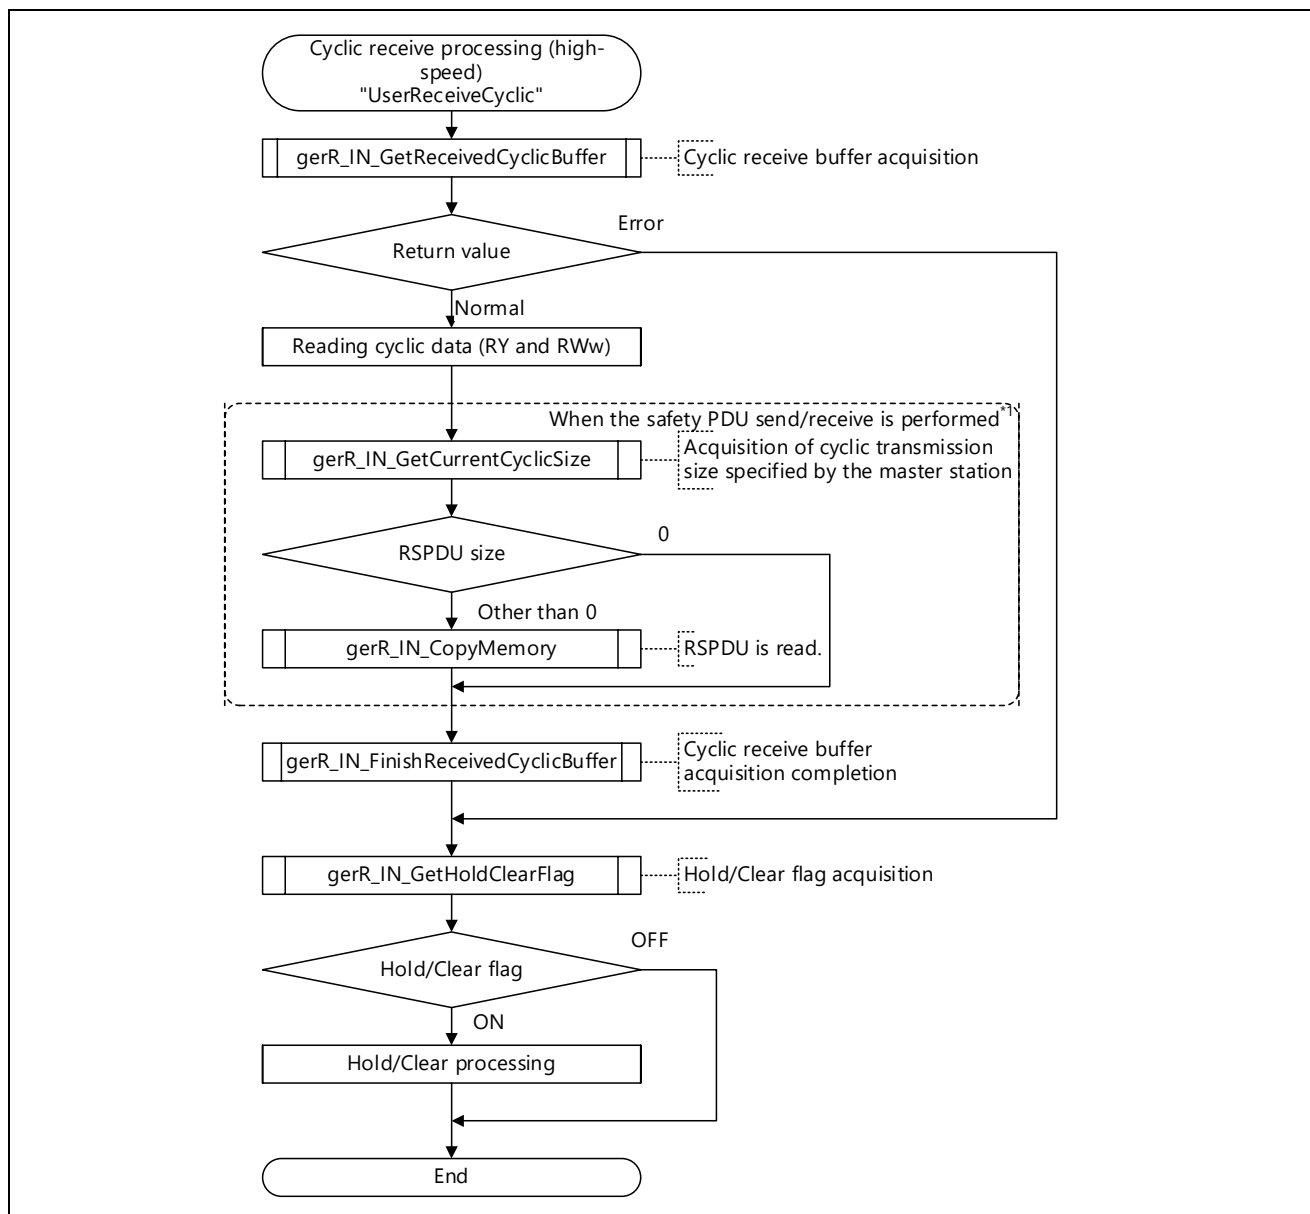 Cyclic receive processing (high-
speed)
"UserReceiveCyclic"
gerR_IN_GetReceivedCyclicBuffer
Cyclic receive buffer acquisition
Error
Return value
Normal
Reading cyclic data (RY and RWw)
When the safety PDU send/receive is performed*1
gerR_IN_GetCurrentCyclicSize
Acquisition of cyclic transmission
size specified by the master station
0
RSPDU size
Other than 0
gerR_IN_CopyMemory
RSPDU is read.
gerR_IN_FinishReceivedCyclicBuffer
Cyclic receive buffer
acquisition completion
gerR_IN_GetHoldClearFlag
Hold/Clear flag acquisition
OFF
Hold/Clear flag
ON
Hold/Clear processing
End